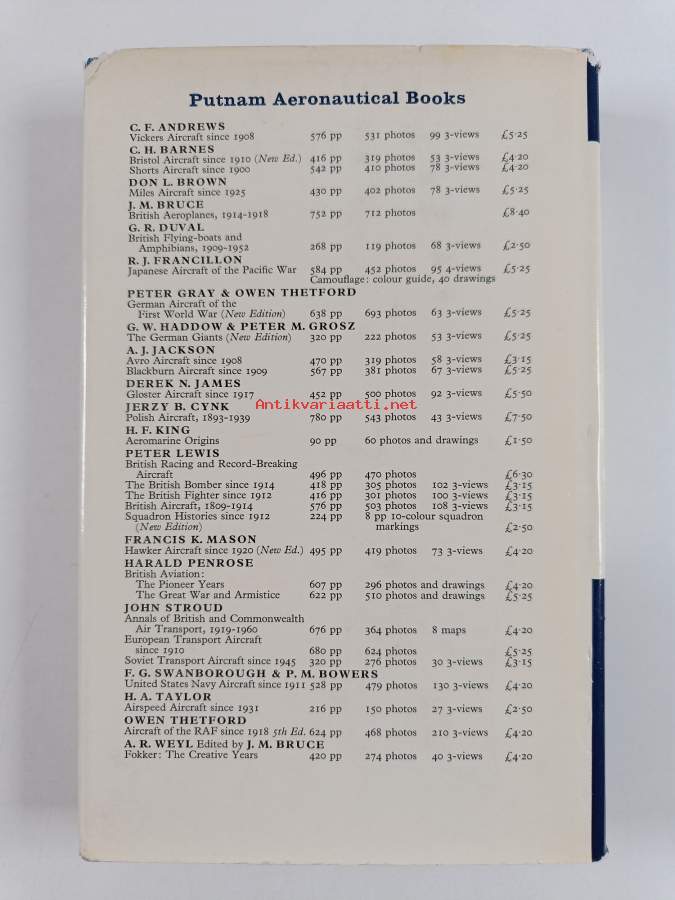 Putnam Aeronautical Books
C. F. ANDREWS
Vickers Aircraft since 1908 576 pp 531 photos 99 3-views £5·25
C. H. BARNES
Bristol Aircraft since 1910 (New Ed.) 416 pp 319 photos 53 3-views £4·20
Shorts Aircraft since 1900 542 pp 410 photos 78 3-views £4·20
DON L. BROWN
Miles Aircraft since 1925 430 pp 402 photos 78 3-views £5·25
J. M. BRUCE
British Aeroplanes, 1914-1918 752 pp 712 photos £8·40
G. R. DUVAL
British Flying-boats and
Amphibians, 1909-1952 268 pp 119 photos 68 3-views £2·50
R. J. FRANCILLON
Japanese Aircraft of the Pacific War 584 pp 452 photos 95 4-views £5·25
Camouflage: colour guide, 40 drawings
PETER GRAY & OWEN THETFORD
German Aircraft of the
First World War (New Edition) 638 pp 693 photos 63 3-views £5·25
G. W. HADDOW & PETER M. GROSZ
The German Giants (New Edition) 320 pp 222 photos 53 3-views £5·25
A. J. JACKSON
Avro Aircraft since 1908 470 pp 319 photos 58 3-views £3·15
Blackburn Aircraft since 1909 567 pp 381 photos 67 3-views £5·25
DEREK N. JAMES
Gloster Aircraft since 1917 452 pp 500 photos 92 3-views £5·50
JERZY B. CYNK
Antikvariaatti.net
Polish Aircraft, 1893-1939 780 pp 543 photos 43 3-views £7·50
H. F. KING
Aeromarine Origins 90 pp 60 photos and drawings £1·50
PETER LEWIS
British Racing and Record-Breaking
Aircraft 496 pp 470 photos £6·30
The British Bomber since 1914 418 pp 305 photos 102 3-views £3·15
The British Fighter since 1912 416 pp 301 photos 100 3-views £3·15
British Aircraft, 1809-1914 576 pp 503 photos 108 3-views £3·15
Squadron Histories since 1912 224 pp 8 pp 10-colour squadron
(New Edition) markings £2·50
FRANCIS K. MASON
Hawker Aircraft since 1920 (New Ed.) 495 pp 419 photos 73 3-views £4·20
HARALD PENROSE
British Aviation:
The Pioneer Years 607 pp 296 photos and drawings £4·20
The Great War and Armistice 622 pp 510 photos and drawings £5·25
JOHN STROUD
Annals of British and Commonwealth
Air Transport, 1919-1960 676 pp 364 photos 8 maps £4·20
European Transport Aircraft
since 1910 680 pp 624 photos £5·25
Soviet Transport Aircraft since 1945 320 pp 276 photos 30 3-views £3·15
F. G. SWANBOROUGH & P. M. BOWERS
United States Navy Aircraft since 1911 528 pp 479 photos 130 3-views £4·20
H. A. TAYLOR
Airspeed Aircraft since 1931 216 pp 150 photos 27 3-views £2·50
OWEN THETFORD
Aircraft of the RAF since 1918 5th Ed. 624 pp 468 photos 210 3-views £4·20
A. R. WEYL Edited by J. M. BRUCE
Fokker: The Creative Years 420 pp 274 photos 40 3-views £4·20